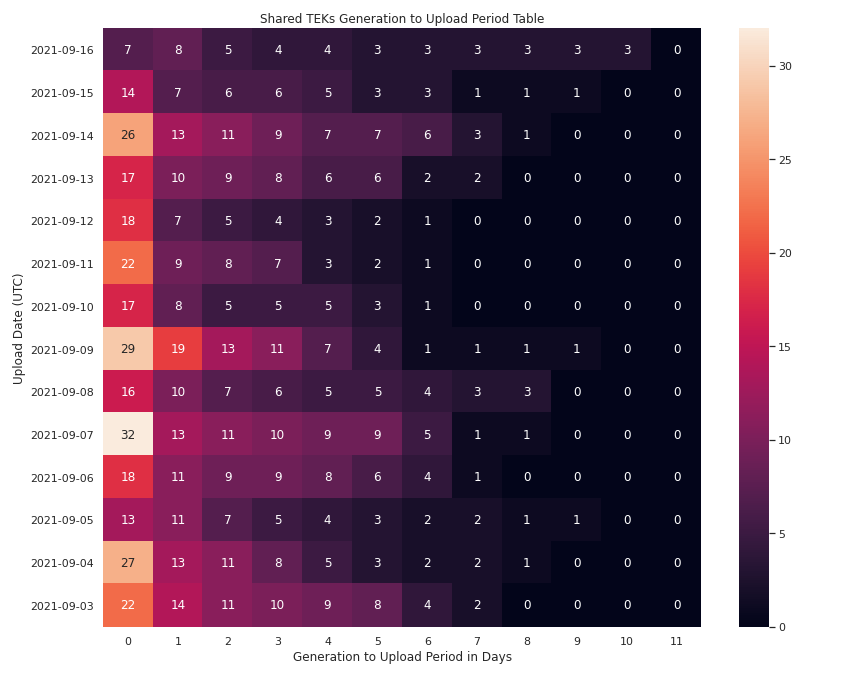 Shared TEKs Generation to Upload Period Table
Upload Date (UTC)
2021-09-16 7 8 5 4 4 3 3 3 3 3 3 0
2021-09-15 14 7 6 6 5 3 3 1 1 1 0 0
2021-09-14 26 13 11 9 7 7 6 3 1 0 0 0
2021-09-13 17 10 9 8 6 6 2 2 0 0 0 0
2021-09-12 18 7 5 4 3 2 1 0 0 0 0 0
2021-09-11 22 9 8 7 3 2 1 0 0 0 0 0
2021-09-10 17 8 5 5 5 3 1 0 0 0 0 0
2021-09-09 29 19 13 11 7 4 1 1 1 1 0 0
2021-09-08 16 10 7 6 5 5 4 3 3 0 0 0
2021-09-07 32 13 11 10 9 9 5 1 1 0 0 0
2021-09-06 18 11 9 9 8 6 4 1 0 0 0 0
2021-09-05 13 11 7 5 4 3 2 2 1 1 0 0
2021-09-04 27 13 11 8 5 3 2 2 1 0 0 0
2021-09-03 22 14 11 10 9 8 4 2 0 0 0 0
0 1 2 3 4 5 6 7 8 9 10 11
Generation to Upload Period in Days
30
25
20
15
10
5
0